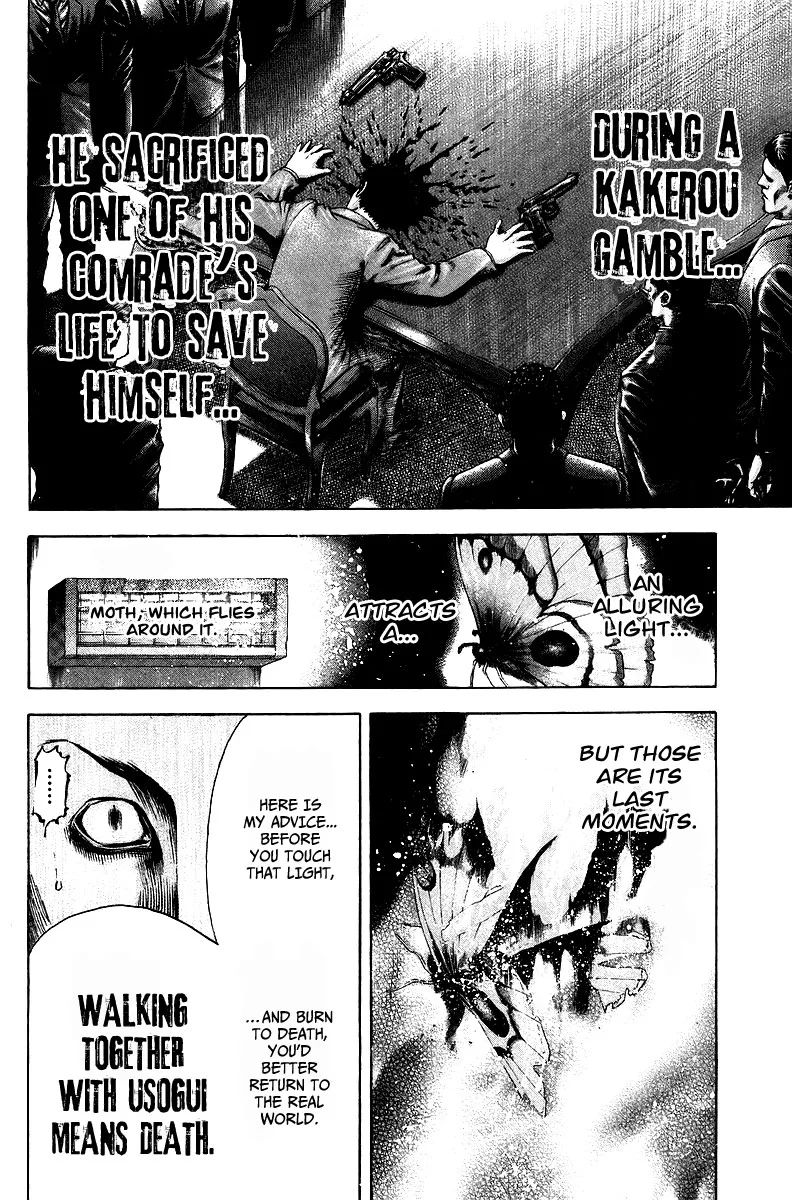 DURING A
KAKEROU
GAMBLE...
HE SACRIFICED
ONE OF HIS
COMRADE'S
LIFE TO SAVE
HIMSELF...
AN
ALLURING
LIGHT...
ATTRACTS
A...
MOTH, WHICH FLIES
AROUND IT.
BUT THOSE
ARE ITS
LAST
MOMENTS.
HERE IS
MY ADVICE...
BEFORE
YOU TOUCH
THAT LIGHT,
...AND BURN
TO DEATH,
YOU'D
BETTER
RETURN TO
THE REAL
WORLD.
WALKING
TOGETHER
WITH USOGUI
MEANS DEATH.
.......